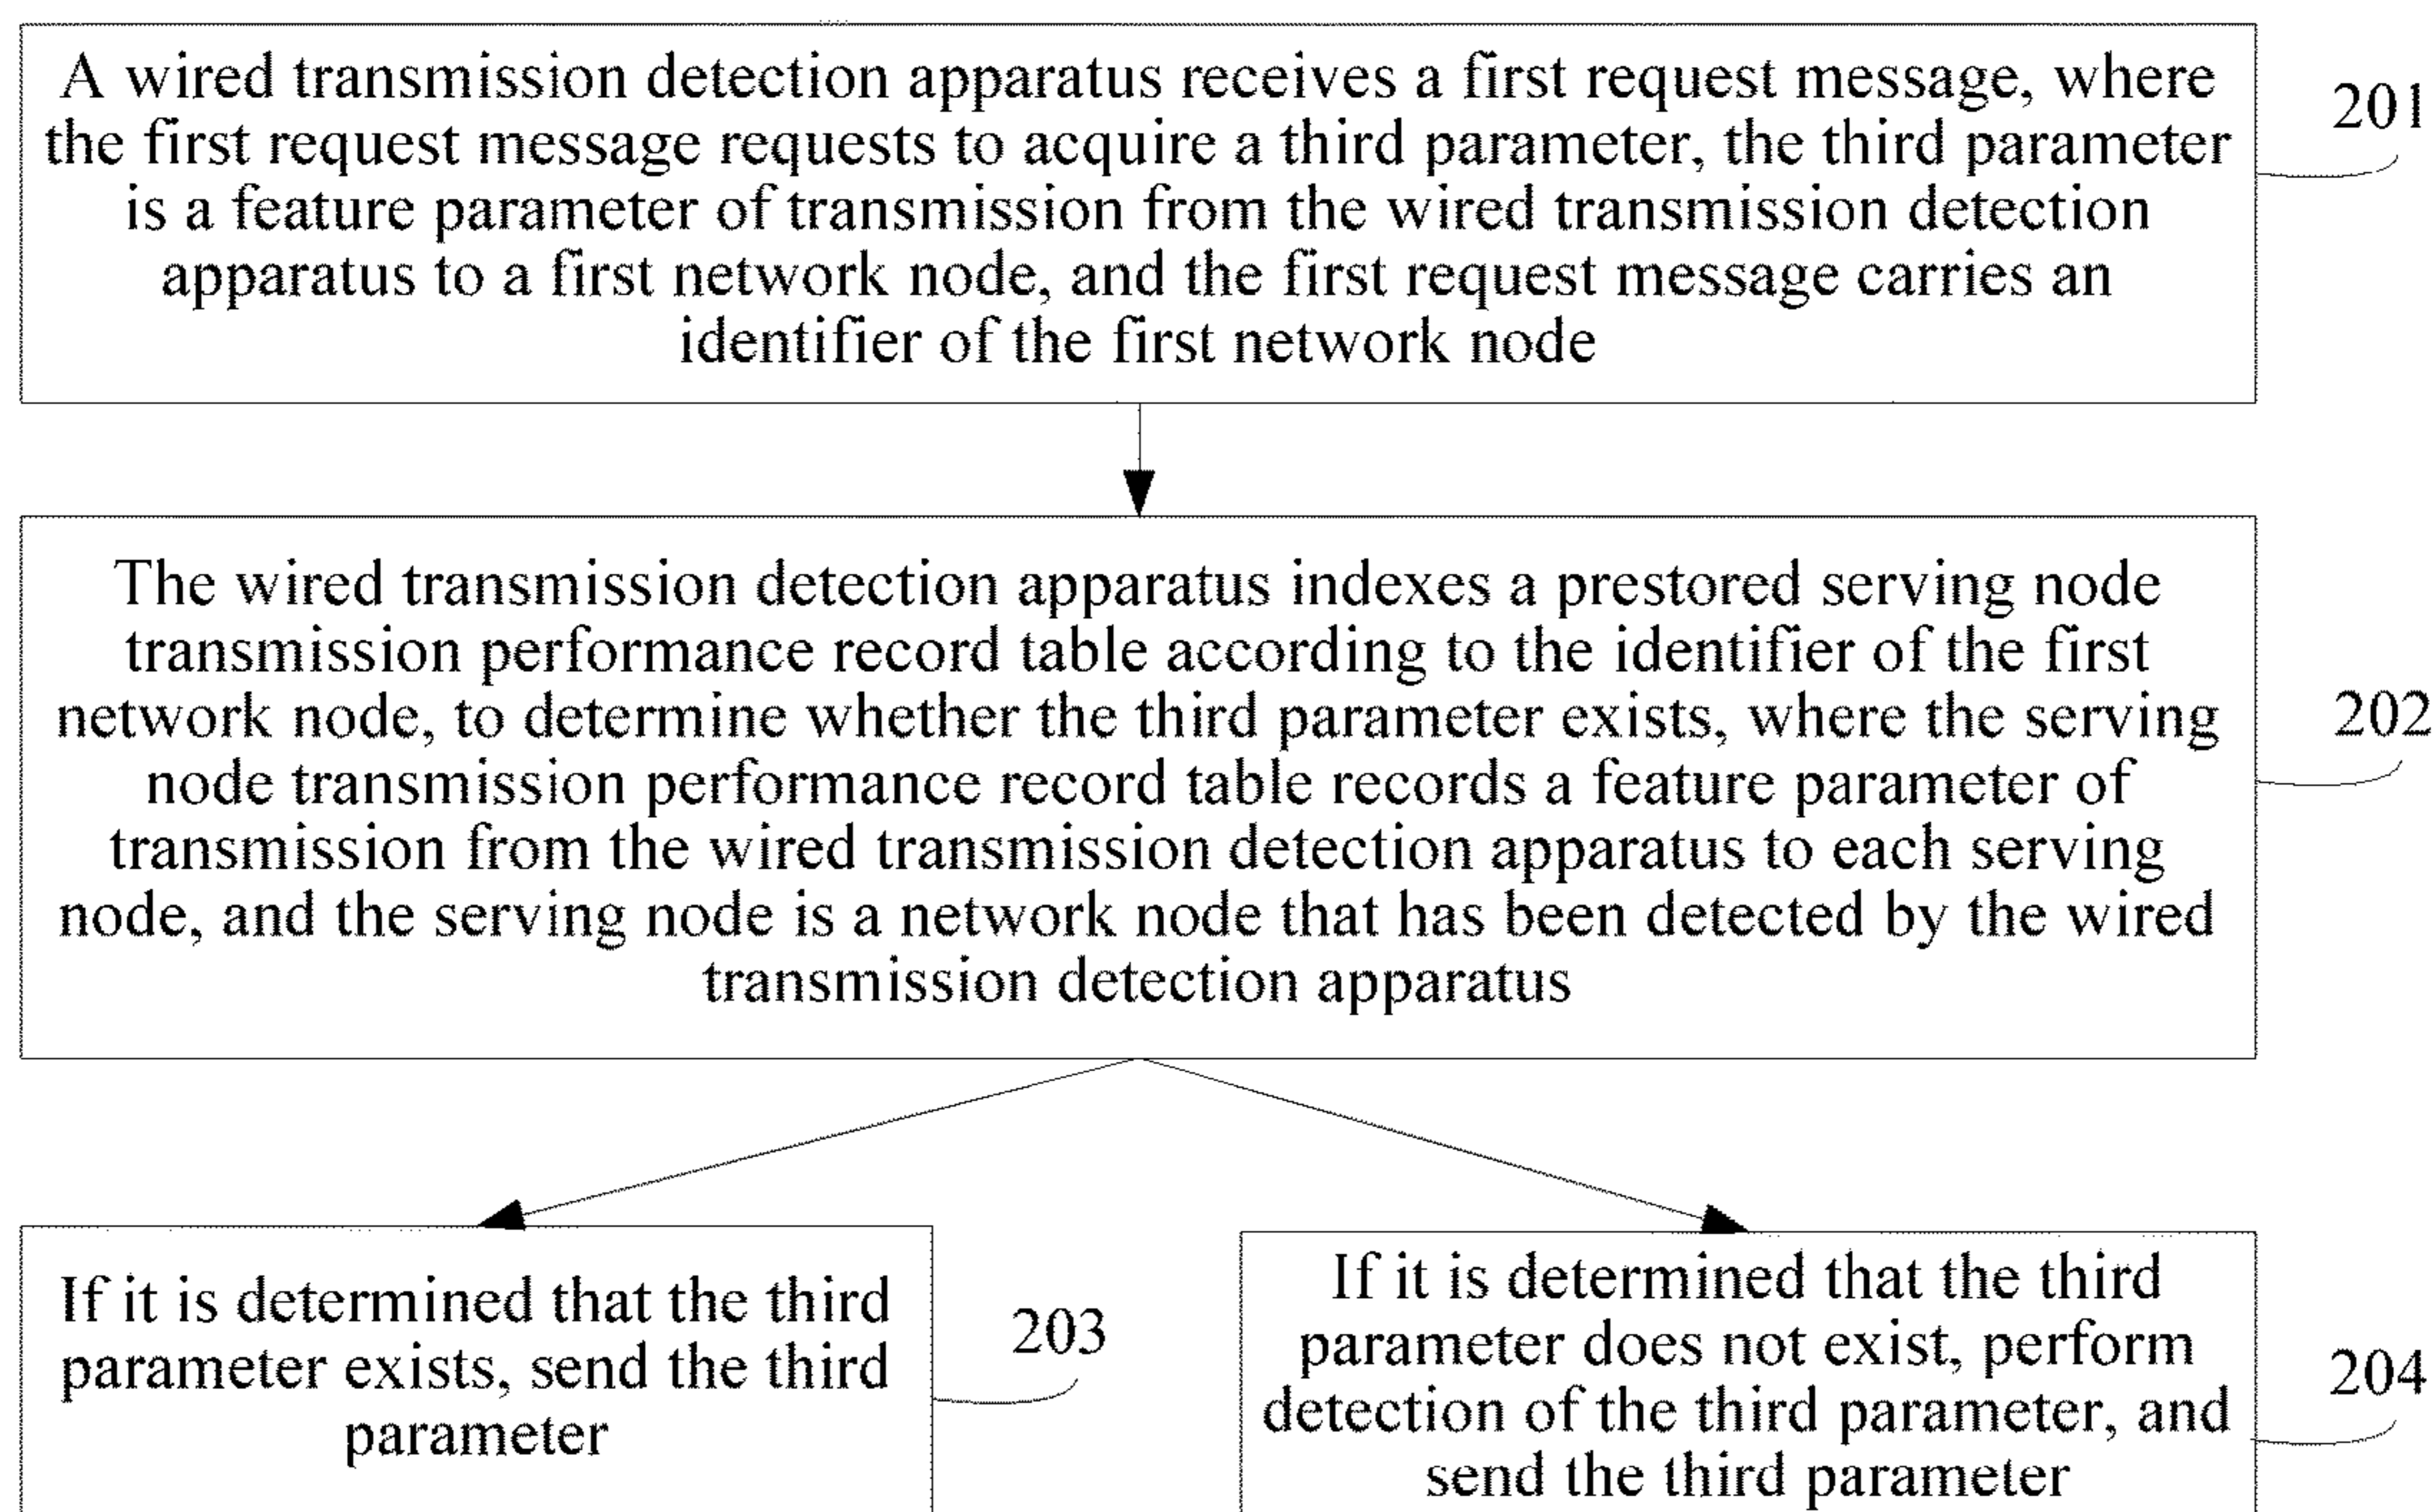 A wired transmission detection apparatus receives a first request message, where
the first request message requests to acquire a third parameter, the third parameter
is a feature parameter of transmission from the wired transmission detection
apparatus to a first network node, and the first request message carries an
identifier of the first network node
201
The wired transmission detection apparatus indexes a prestored serving node
transmission performance record table according to the identifier of the first
network node, to determine whether the third parameter exists, where the serving
node transmission performance record table records a feature parameter of
transmission from the wired transmission detection apparatus to each serving
node, and the serving node is a network node that has been detected by the wired
transmission detection apparatus
202
If it is determined that the third
parameter exists, send the third
parameter
203
If it is determined that the third
parameter does not exist, perform
detection of the third parameter, and
send the third parameter
204